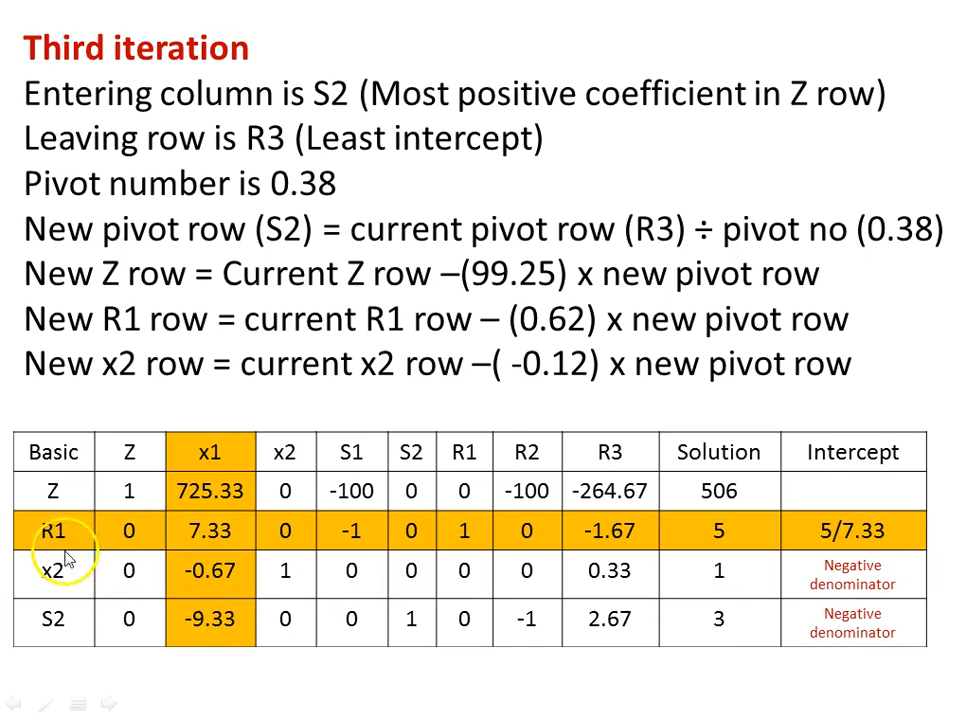 Third iteration
Entering column is S2 (Most positive coefficient in Z row)
Leaving row is R3 (Least intercept)
Pivot number is 0.38
New pivot row (S2) = current pivot row (R3) ÷ pivot no (0.38)
New Z row = Current Z row –(99.25) x new pivot row
New R1 row = current R1 row – (0.62) x new pivot row
New x2 row = current x2 row –( -0.12) x new pivot row
Basic Z x1 x2 S1 S2 R1 R2 R3 Solution Intercept
Z 1 725.33 0 -100 0 0 -100 -264.67 506
R1 0 7.33 0 -1 0 1 0 -1.67 5 5/7.33
x2 0 -0.67 1 0 0 0 0 0.33 1 Negative
denominator
S2 0 -9.33 0 0 1 0 -1 2.67 3 Negative
denominator